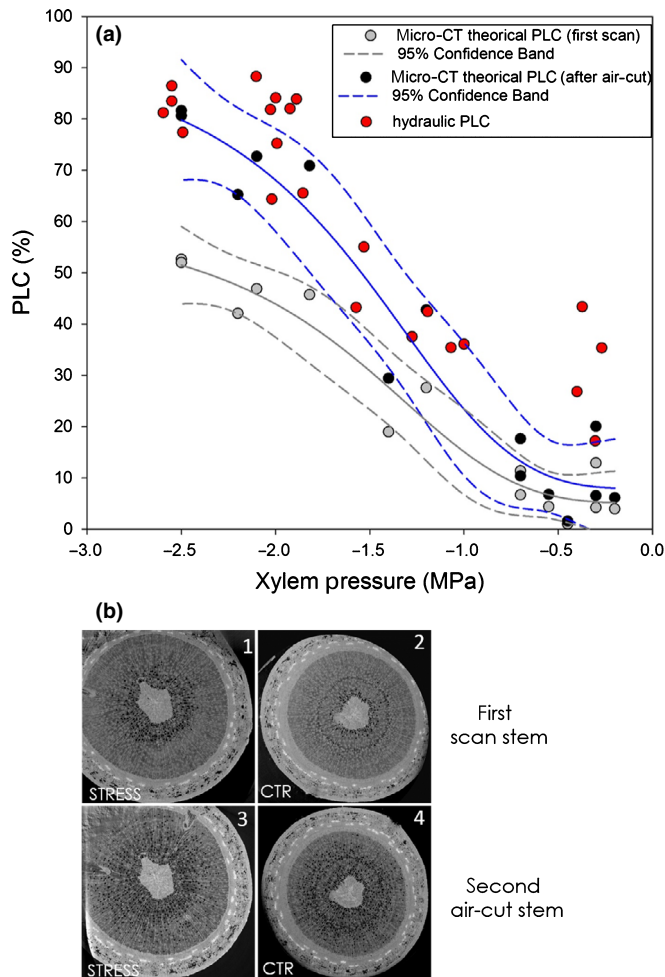 (a)
Micro-CT theorical PLC (first scan)
95% Confidence Band
Micro-CT theorical PLC (after air-cut)
95% Confidence Band
hydraulic PLC
PLC (%)
100
90
80
70
60
50
40
30
20
10
0
−3.0
−2.5
−2.0
−1.5
−1.0
−0.5
0.0
Xylem pressure (MPa)
(b)
1
STRESS
2
CTR
First
scan stem
3
STRESS
4
CTR
Second
air-cut stem